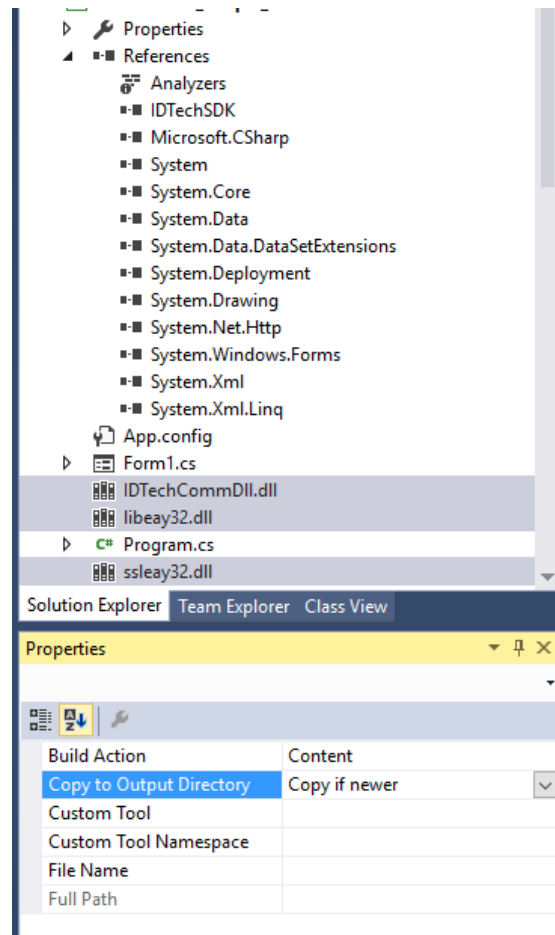 Properties
References
Analyzers
IDTechSDK
Microsoft.CSharp
System
System.Core
System.Data
System.Data.DataSetExtensions
System.Deployment
System.Drawing
System.Net.Http
System.Windows.Forms
System.Xml
System.Xml.Linq
App.config
Form1.cs
IDTechCommDll.dll
libeay32.dll
C# Program.cs
ssleay32.dll
Solution Explorer Team Explorer Class View
Properties
Build Action Content
Copy to Output Directory Copy if newer
Custom Tool
Custom Tool Namespace
File Name
Full Path